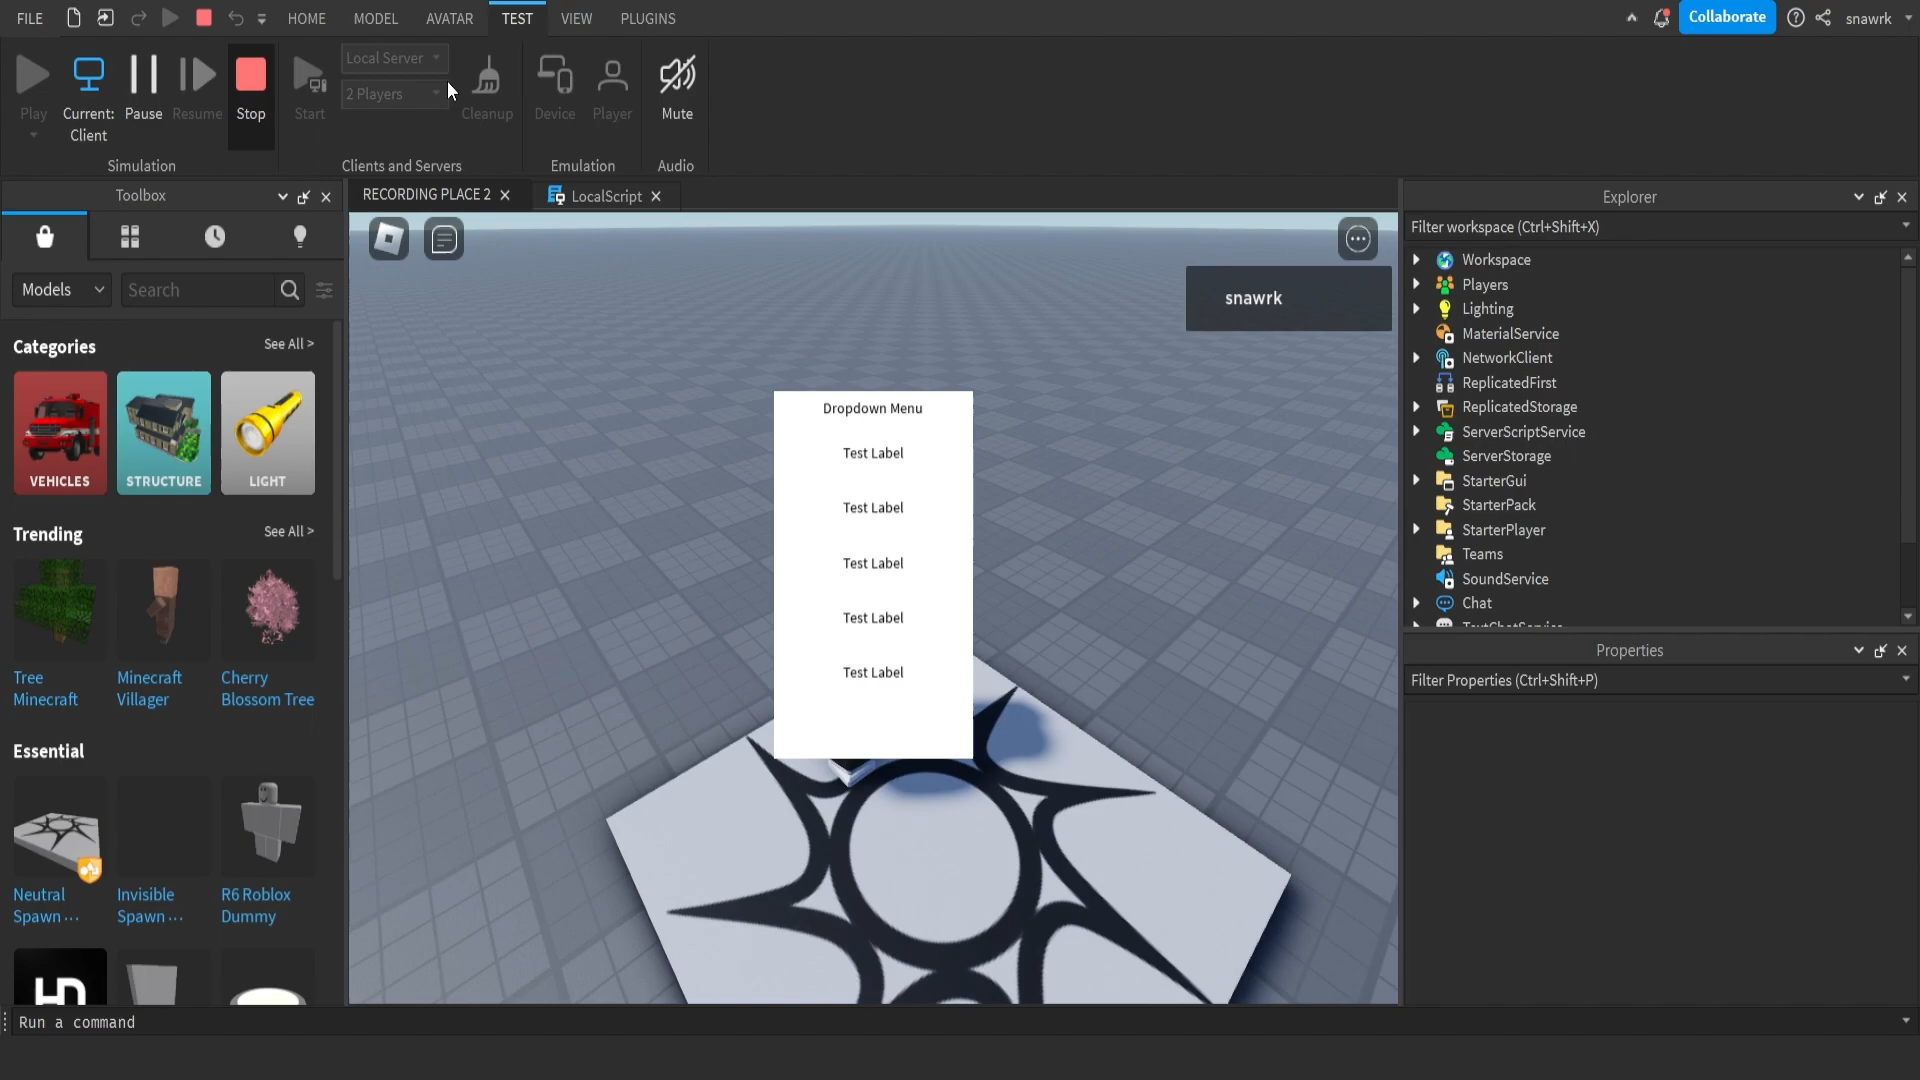 FILE
HOME
MODEL
AVATAR
TEST
VIEW
PLUGINS
Collaborate
snawrk
Play
Current:
Client
Pause
Resume
Stop
Start
Local Server
2 Players
Cleanup
Device
Player
Mute
Simulation
Clients and Servers
Emulation
Audio
Toolbox
Models
Search
Categories
See All >
VEHICLES
STRUCTURE
LIGHT
Trending
See All >
Tree
Minecraft
Minecraft
Villager
Cherry
Blossom Tree
Essential
Neutral
Spawn ...
Invisible
Spawn ...
R6 Roblox
Dummy
HD
RECORDING PLACE 2
LocalScript
snawrk
Dropdown Menu
Test Label
Test Label
Test Label
Test Label
Test Label
Explorer
Filter workspace (Ctrl+Shift+X)
Workspace
Players
Lighting
MaterialService
NetworkClient
ReplicatedFirst
ReplicatedStorage
ServerScriptService
ServerStorage
StarterGui
StarterPack
StarterPlayer
Teams
SoundService
Chat
TextChatService
Properties
Filter Properties (Ctrl+Shift+P)
Run a command